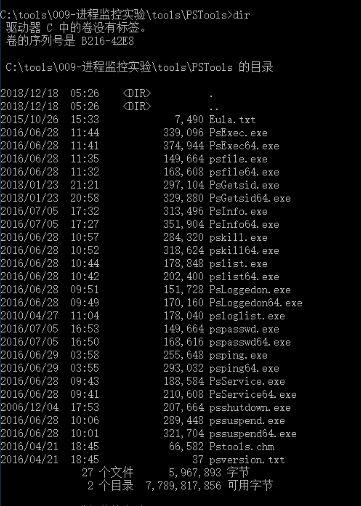 C:\tools\009-进程监控实验\tools\PSTools>dir
驱动器 C 中的卷没有标签。
卷的序列号是 B216-42E8
C:\tools\009-进程监控实验\tools\PSTools 的目录
2018/12/18  05:26    <DIR>          .
2018/12/18  05:26    <DIR>          ..
2015/10/26  15:33             7,490 Eula.txt
2016/06/28  11:44           339,096 PsExec.exe
2016/06/28  11:41           374,944 PsExec64.exe
2016/06/28  11:35           149,664 psfile.exe
2016/06/28  11:32           168,608 psfile64.exe
2018/01/23  21:21           297,104 PsGetsid.exe
2018/01/23  20:58           329,880 PsGetsid64.exe
2016/07/05  17:32           313,496 PsInfo.exe
2016/07/05  17:27           351,904 PsInfo64.exe
2016/06/28  10:57           284,320 pskill.exe
2016/06/28  10:52           318,624 pskill64.exe
2016/06/28  10:44           178,848 pslist.exe
2016/06/28  10:42           202,400 pslist64.exe
2016/06/28  09:51           151,728 PsLoggedon.exe
2016/06/28  09:49           170,160 PsLoggedon64.exe
2010/04/27  11:04           178,040 psloglist.exe
2016/07/05  16:53           149,664 pspasswd.exe
2016/07/05  16:50           168,616 pspasswd64.exe
2016/06/29  03:58           255,648 psping.exe
2016/06/29  03:55           293,032 psping64.exe
2016/06/28  09:43           188,584 PsService.exe
2016/06/28  09:41           210,608 PsService64.exe
2006/12/04  17:53           207,664 psshutdown.exe
2016/06/28  10:06           289,448 pssuspend.exe
2016/06/28  10:01           321,704 pssuspend64.exe
2016/04/21  18:45            66,582 Pstools.chm
2016/04/21  18:45                37 psversion.txt
27 个文件      5,967,893 字节
2 个目录  7,789,817,856 可用字节